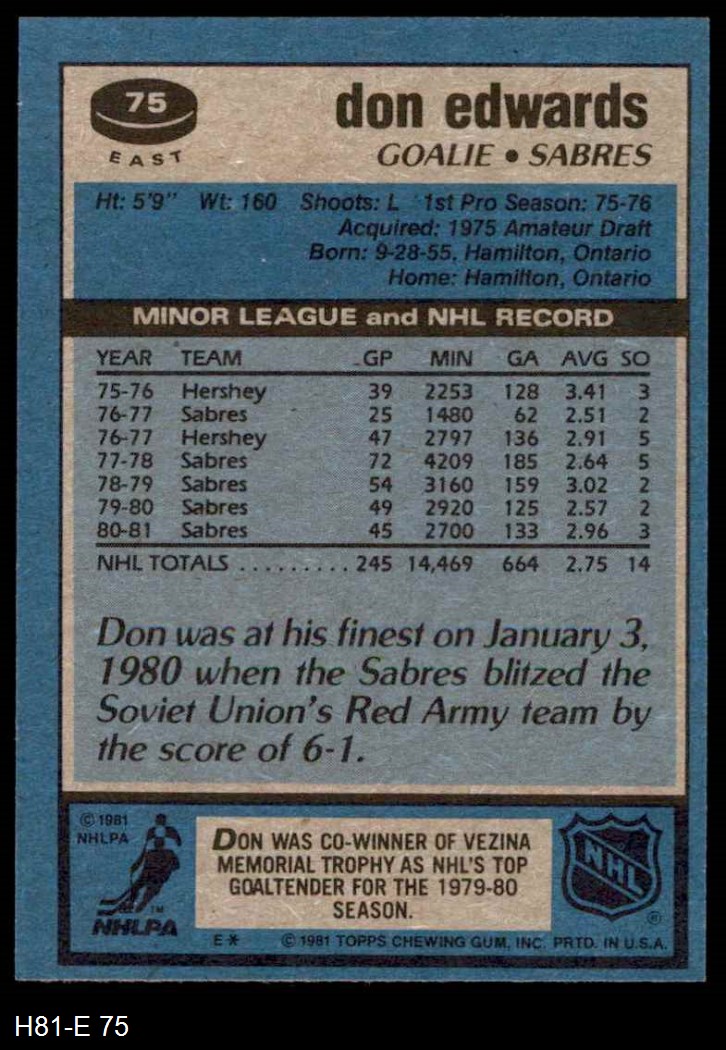 75
EAST
don edwards
GOALIE • SABRES
Ht: 5'9" Wt: 160 Shoots: L 1st Pro Season: 75-76
Acquired: 1975 Amateur Draft
Born: 9-28-55, Hamilton, Ontario
Home: Hamilton, Ontario
MINOR LEAGUE and NHL RECORD
YEAR TEAM GP MIN GA AVG SO
75-76 Hershey 39 2253 128 3.41 3
76-77 Sabres 25 1480 62 2.51 2
76-77 Hershey 47 2797 136 2.91 5
77-78 Sabres 72 4209 185 2.64 5
78-79 Sabres 54 3160 159 3.02 2
79-80 Sabres 49 2920 125 2.57 2
80-81 Sabres 45 2700 133 2.96 3
NHL TOTALS ......... 245 14,469 664 2.75 14
Don was at his finest on January 3,
1980 when the Sabres blitzed the
Soviet Union's Red Army team by
the score of 6-1.
© 1981
NHLPA
NHLPA
™
DON WAS CO-WINNER OF VEZINA
MEMORIAL TROPHY AS NHL'S TOP
GOALTENDER FOR THE 1979-80
SEASON.
NHL
®
E* © 1981 TOPPS CHEWING GUM, INC. PRTD. IN U.S.A.
H81-E 75